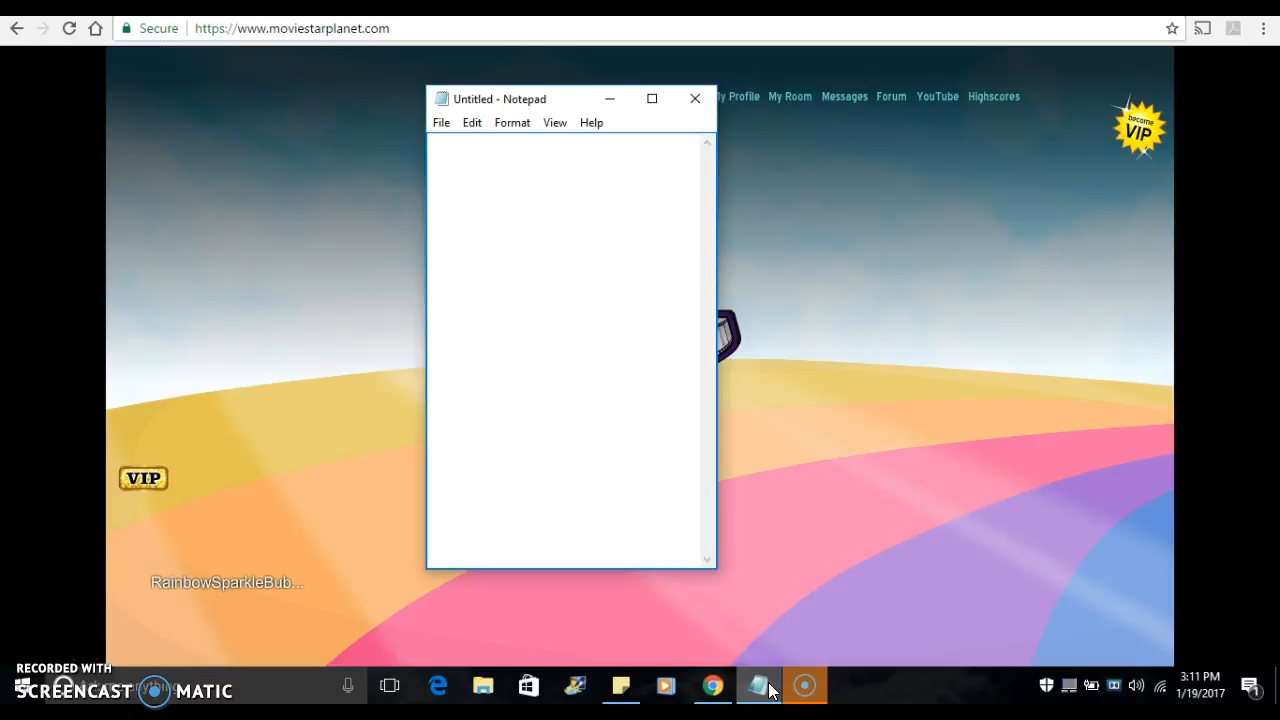 Secure https://www.moviestarplanet.com
Untitled - Notepad
File Edit Format View Help
My Profile My Room Messages Forum YouTube Highscores
become
VIP
VIP
RainbowSparkleBub...
RECORDED WITH
SCREENCAST MATIC
3:11 PM
1/19/2017
1